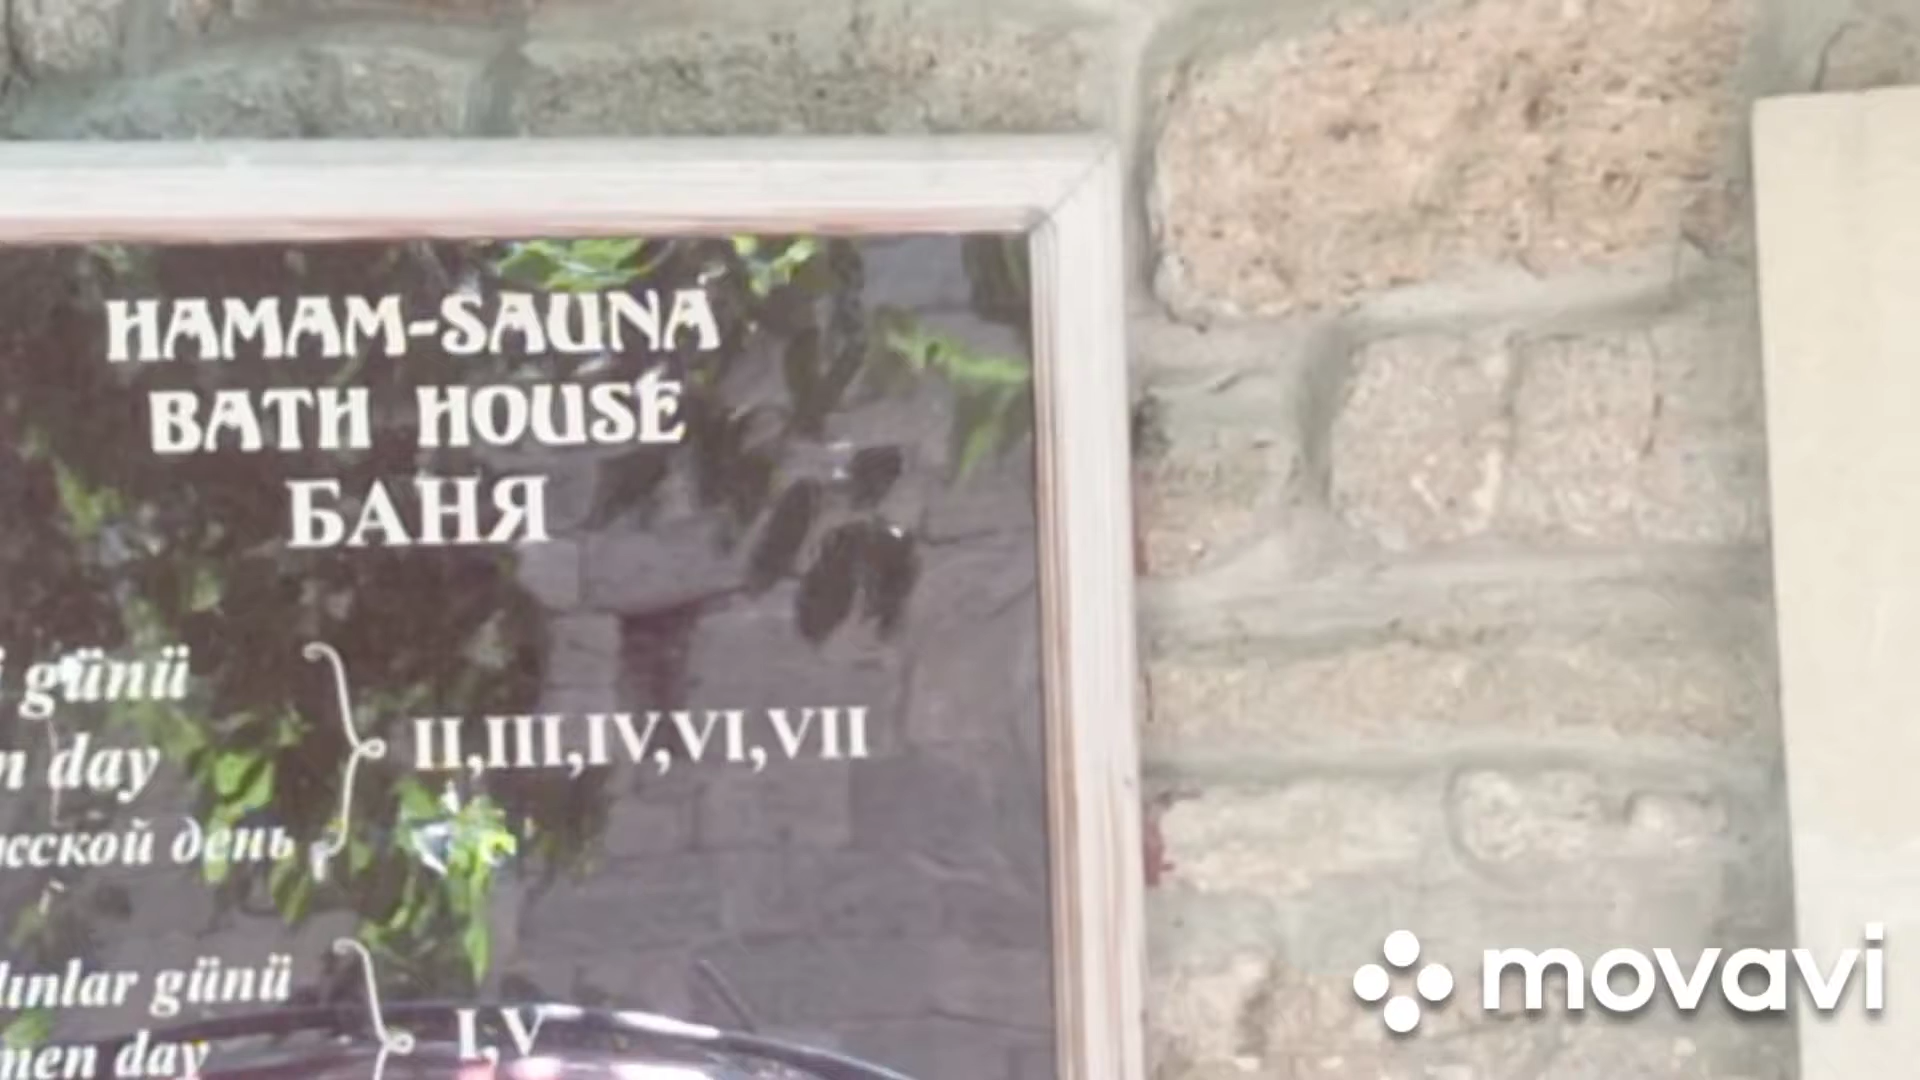 HAMAM-SAUNA
BATH HOUSE
БАНЯ
günü
day
II,III,IV,VI,VII
день
günü
day
I,V
movavi